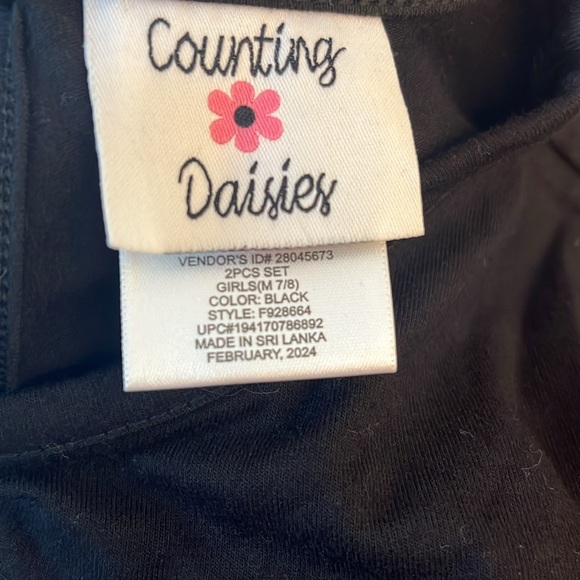 Counting
Daisies
VENDOR'S ID# 28045673
2PCS SET
GIRLS(M 7/8)
COLOR: BLACK
STYLE: F928664
UPC#194170786892
MADE IN SRI LANKA
FEBRUARY, 2024